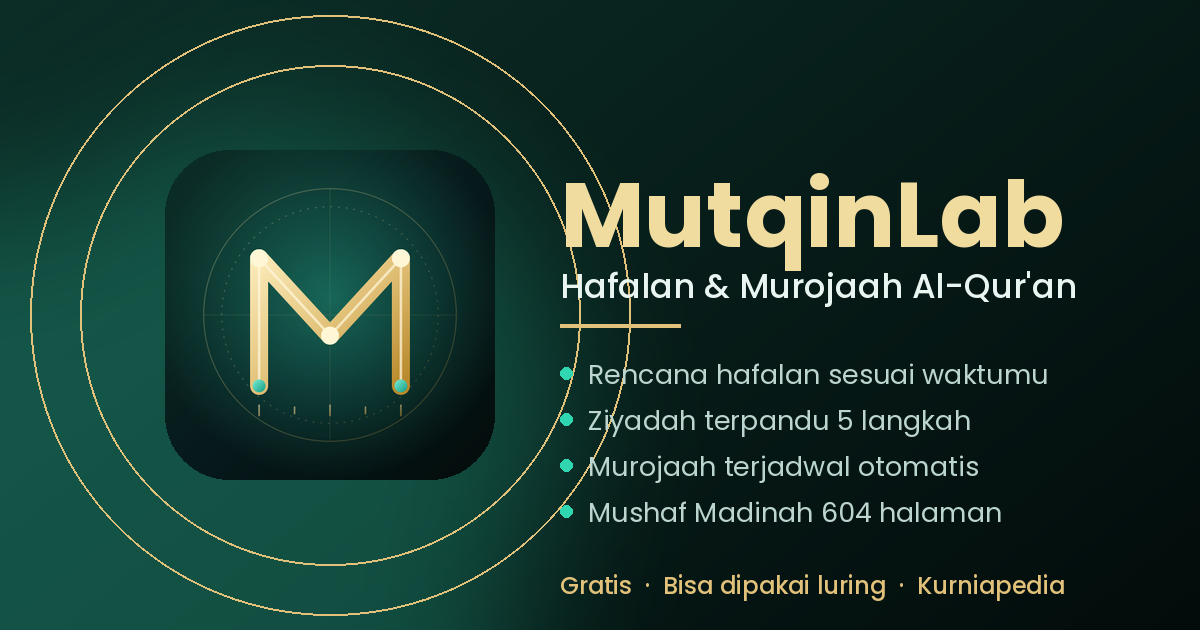 M
MutqinLab
Hafalan & Murojaah Al-Qur'an
Rencana hafalan sesuai waktumu
Ziyadah terpandu 5 langkah
Murojaah terjadwal otomatis
Mushaf Madinah 604 halaman
Gratis · Bisa dipakai luring · Kurniapedia